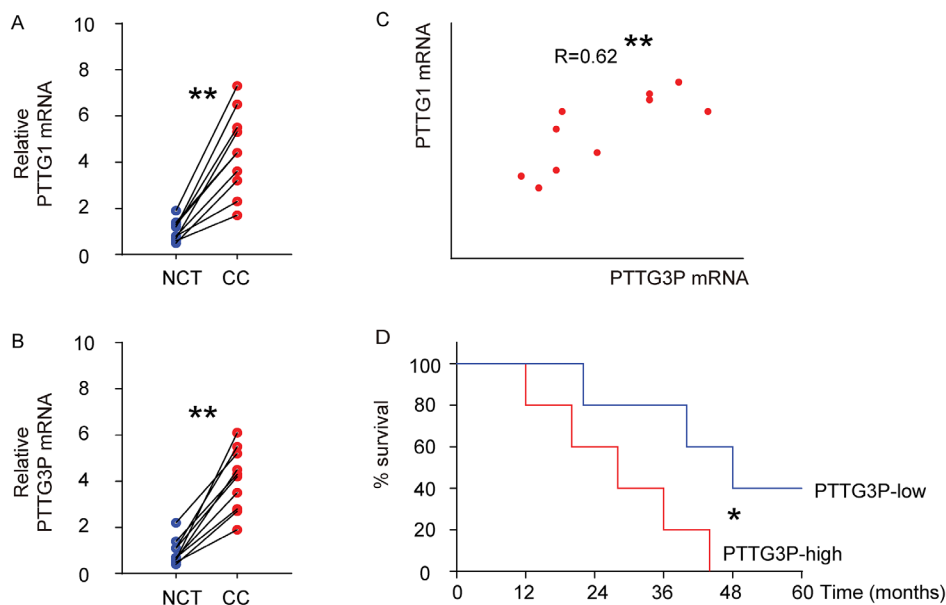 A
Relative
PTTG1 mRNA
10
8
6
4
2
0
**
NCT CC
B
Relative
PTTG3P mRNA
10
8
6
4
2
0
**
NCT CC
C
PTTG1 mRNA
R=0.62 **
PTTG3P mRNA
D
% survival
100
80
60
40
20
0
PTTG3P-low
*
PTTG3P-high
0 12 24 36 48 60 Time (months)